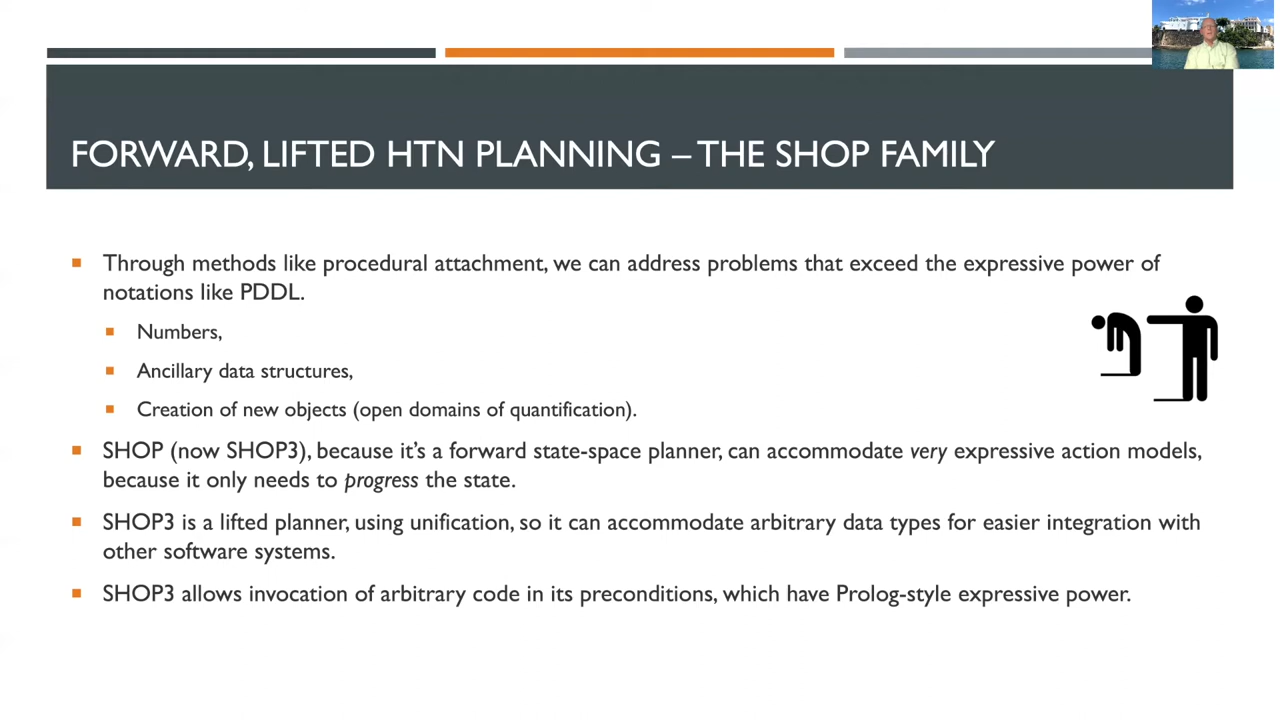 FORWARD, LIFTED HTN PLANNING – THE SHOP FAMILY
Through methods like procedural attachment, we can address problems that exceed the expressive power of
notations like PDDL.
Numbers,
Ancillary data structures,
Creation of new objects (open domains of quantification).
SHOP (now SHOP3), because it’s a forward state-space planner, can accommodate very expressive action models,
because it only needs to progress the state.
SHOP3 is a lifted planner, using unification, so it can accommodate arbitrary data types for easier integration with
other software systems.
SHOP3 allows invocation of arbitrary code in its preconditions, which have Prolog-style expressive power.